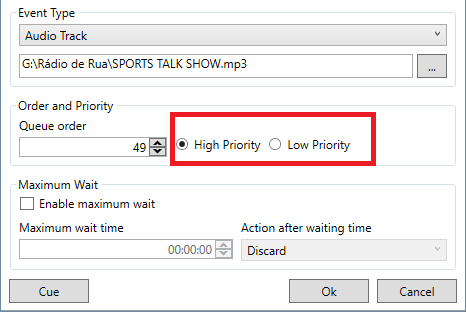 Event Type
Audio Track
G:\Rádio de Rua\SPORTS TALK SHOW.mp3
...
Order and Priority
Queue order
49
High Priority
Low Priority
Maximum Wait
Enable maximum wait
Maximum wait time
Action after waiting time
00:00:00
Discard
Cue
Ok
Cancel